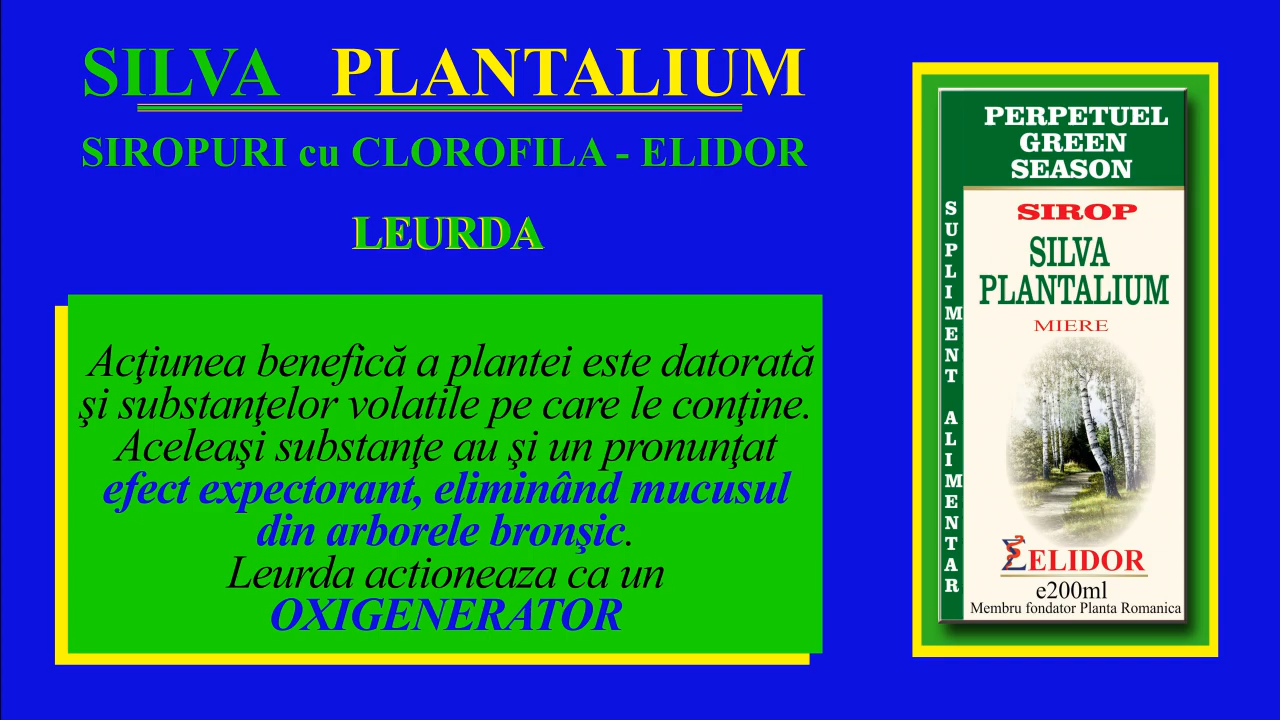 SILVA PLANTALIUM
SIROPURI cu CLOROFILA - ELIDOR
LEURDA
Acţiunea benefică a plantei este datorată
şi substanţelor volatile pe care le conţine.
Aceleaşi substanţe au şi un pronunţat
efect expectorant, eliminând mucusul
din arborele bronşic.
Leurda actioneaza ca un
OXIGENERATOR
PERPETUEL
GREEN
SEASON
SUPLIMENT ALIMENTAR
SIROP
SILVA
PLANTALIUM
MIERE
ELIDOR
e200ml
Membru fondator Planta Romanica